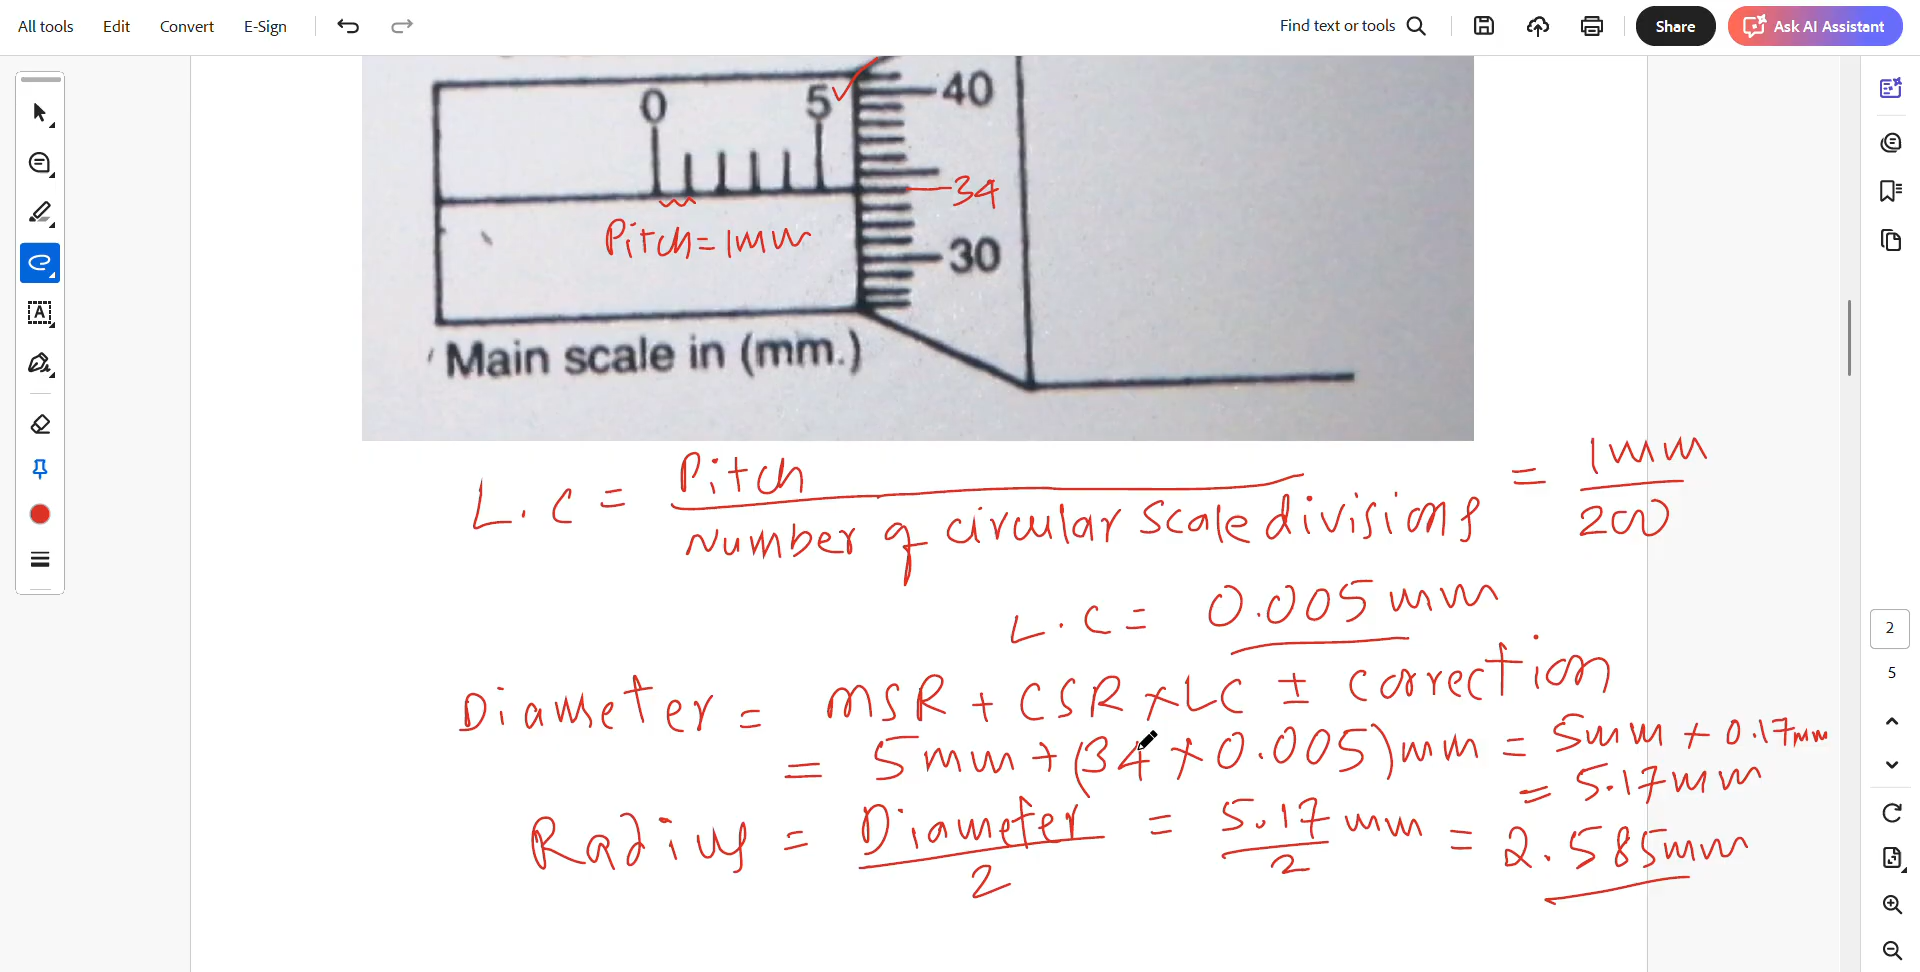 All tools Edit Convert E-Sign Find text or tools Share Ask AI Assistant
0 5 40
34
Pitch = 1mm 30
Main scale in (mm.)
L.C = Pitch / Number of circular scale divisions = 1mm / 200
L.C = 0.005 mm
Diameter = MSR + CSR × LC ± correction
= 5mm + (34 × 0.005) mm = 5mm + 0.17mm
= 5.17mm
Radius = Diameter / 2 = 5.17 / 2 mm = 2.585mm
2
5